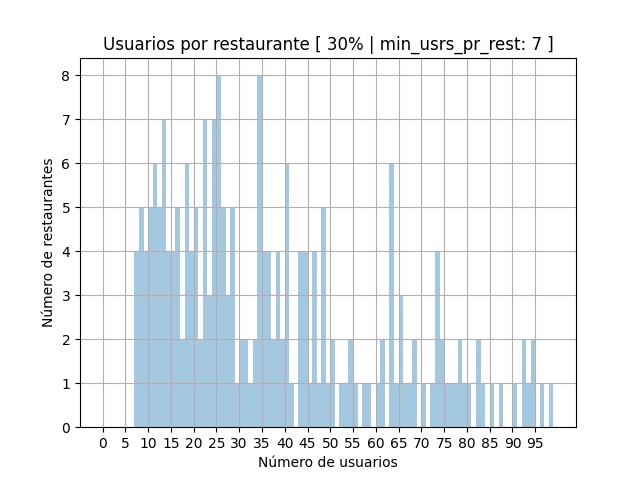 Usuarios por restaurante [ 30% | min_usrs_pr_rest: 7 ]
8
7
6
5
4
3
2
1
0
Número de restaurantes
0 5 10 15 20 25 30 35 40 45 50 55 60 65 70 75 80 85 90 95
Número de usuarios